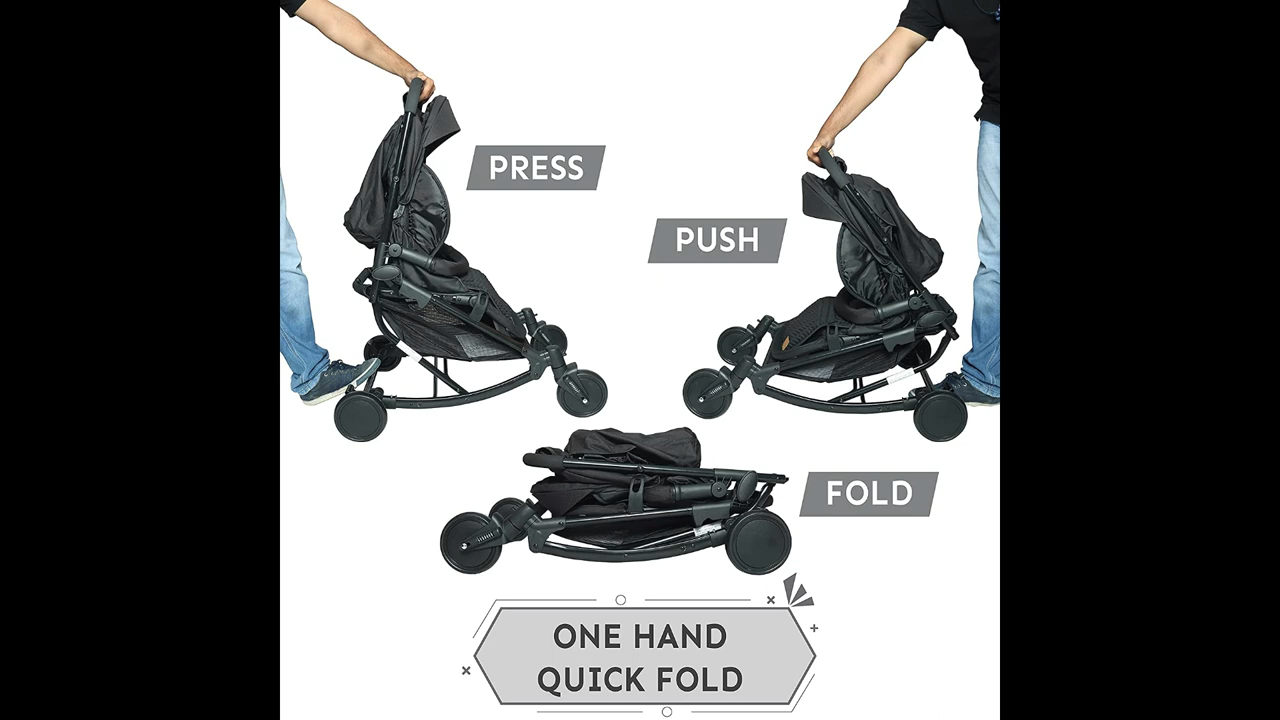 PRESS
PUSH
FOLD
ONE HAND
QUICK FOLD